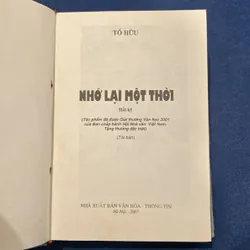 TỐ HỮU
NHỚ LẠI MỘT THỜI
Hồi ký
(Tác phẩm đã được Giải thưởng Văn học 2001
của Ban chấp hành Hội Nhà văn Việt Nam
Tặng thưởng đặc biệt)
(Tái bản)
NHÀ XUẤT BẢN VĂN HÓA - THÔNG TIN
Hà Nội - 2007